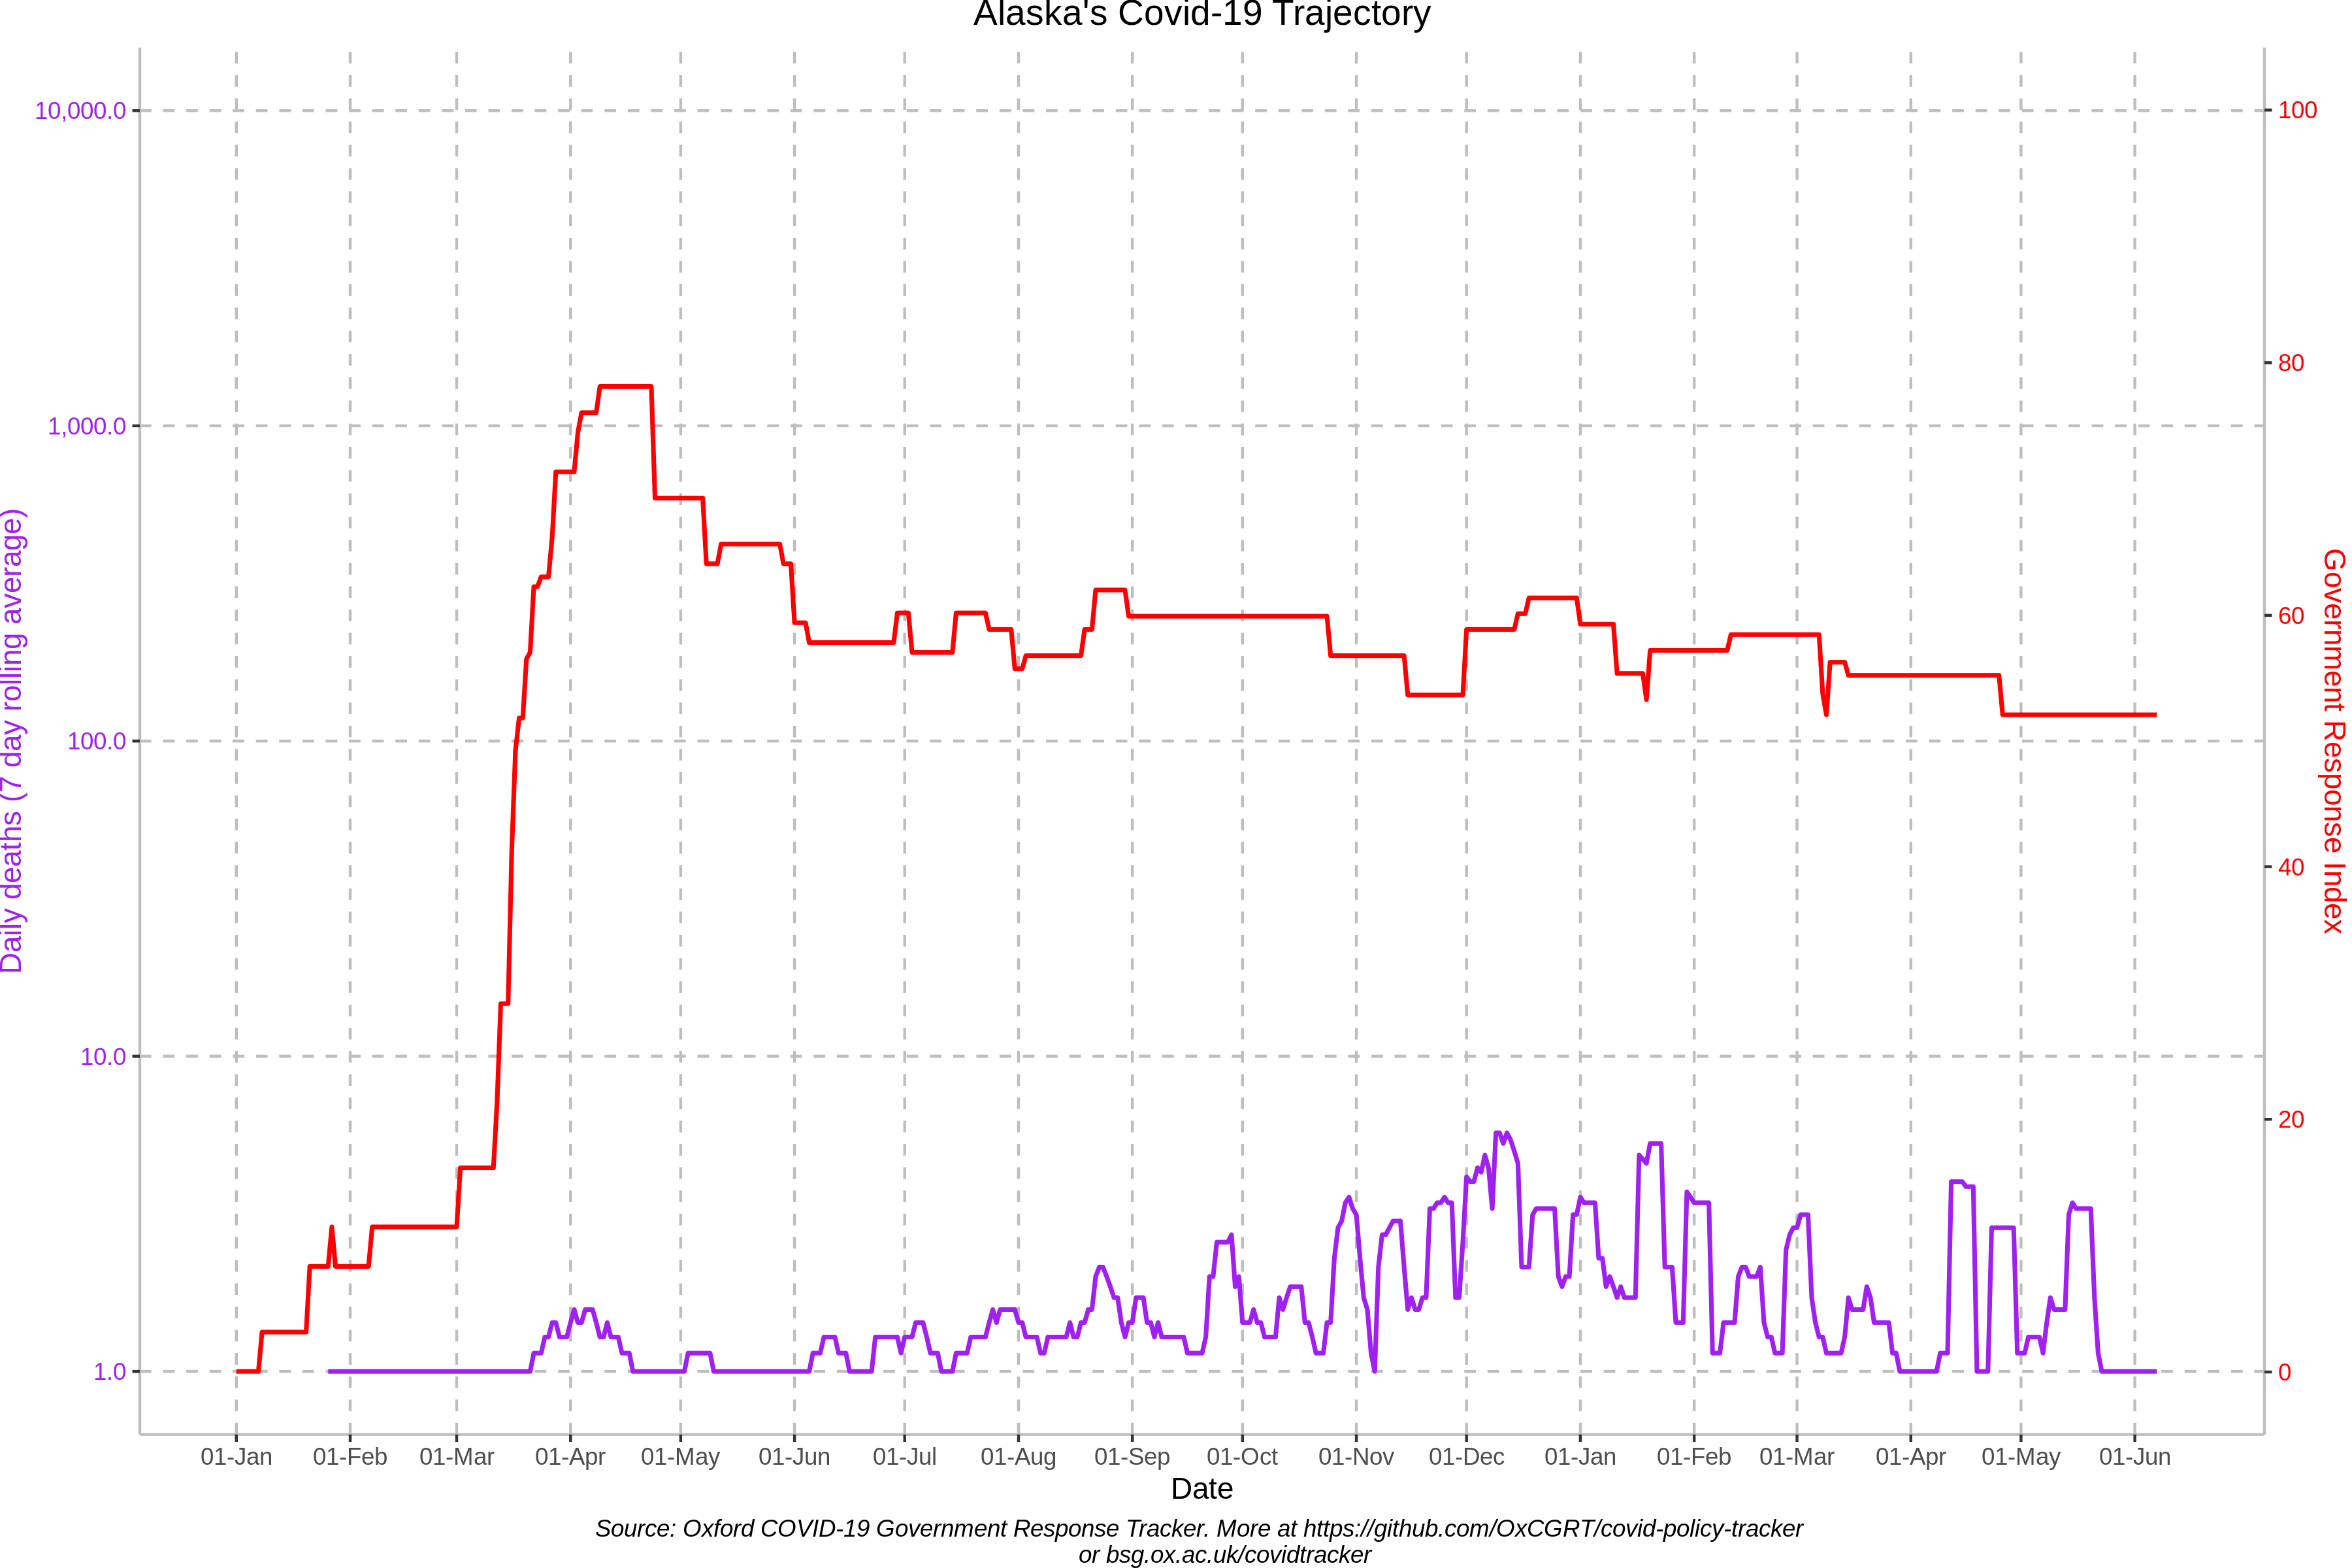 Alaska's Covid-19 Trajectory
10,000.0
1,000.0
100.0
10.0
1.0
Daily deaths (7 day rolling average)
100
80
60
40
20
0
Government Response Index
01-Jan 01-Feb 01-Mar 01-Apr 01-May 01-Jun 01-Jul 01-Aug 01-Sep 01-Oct 01-Nov 01-Dec 01-Jan 01-Feb 01-Mar 01-Apr 01-May 01-Jun
Date
Source: Oxford COVID-19 Government Response Tracker. More at https://github.com/OxCGRT/covid-policy-tracker
or bsg.ox.ac.uk/covidtracker